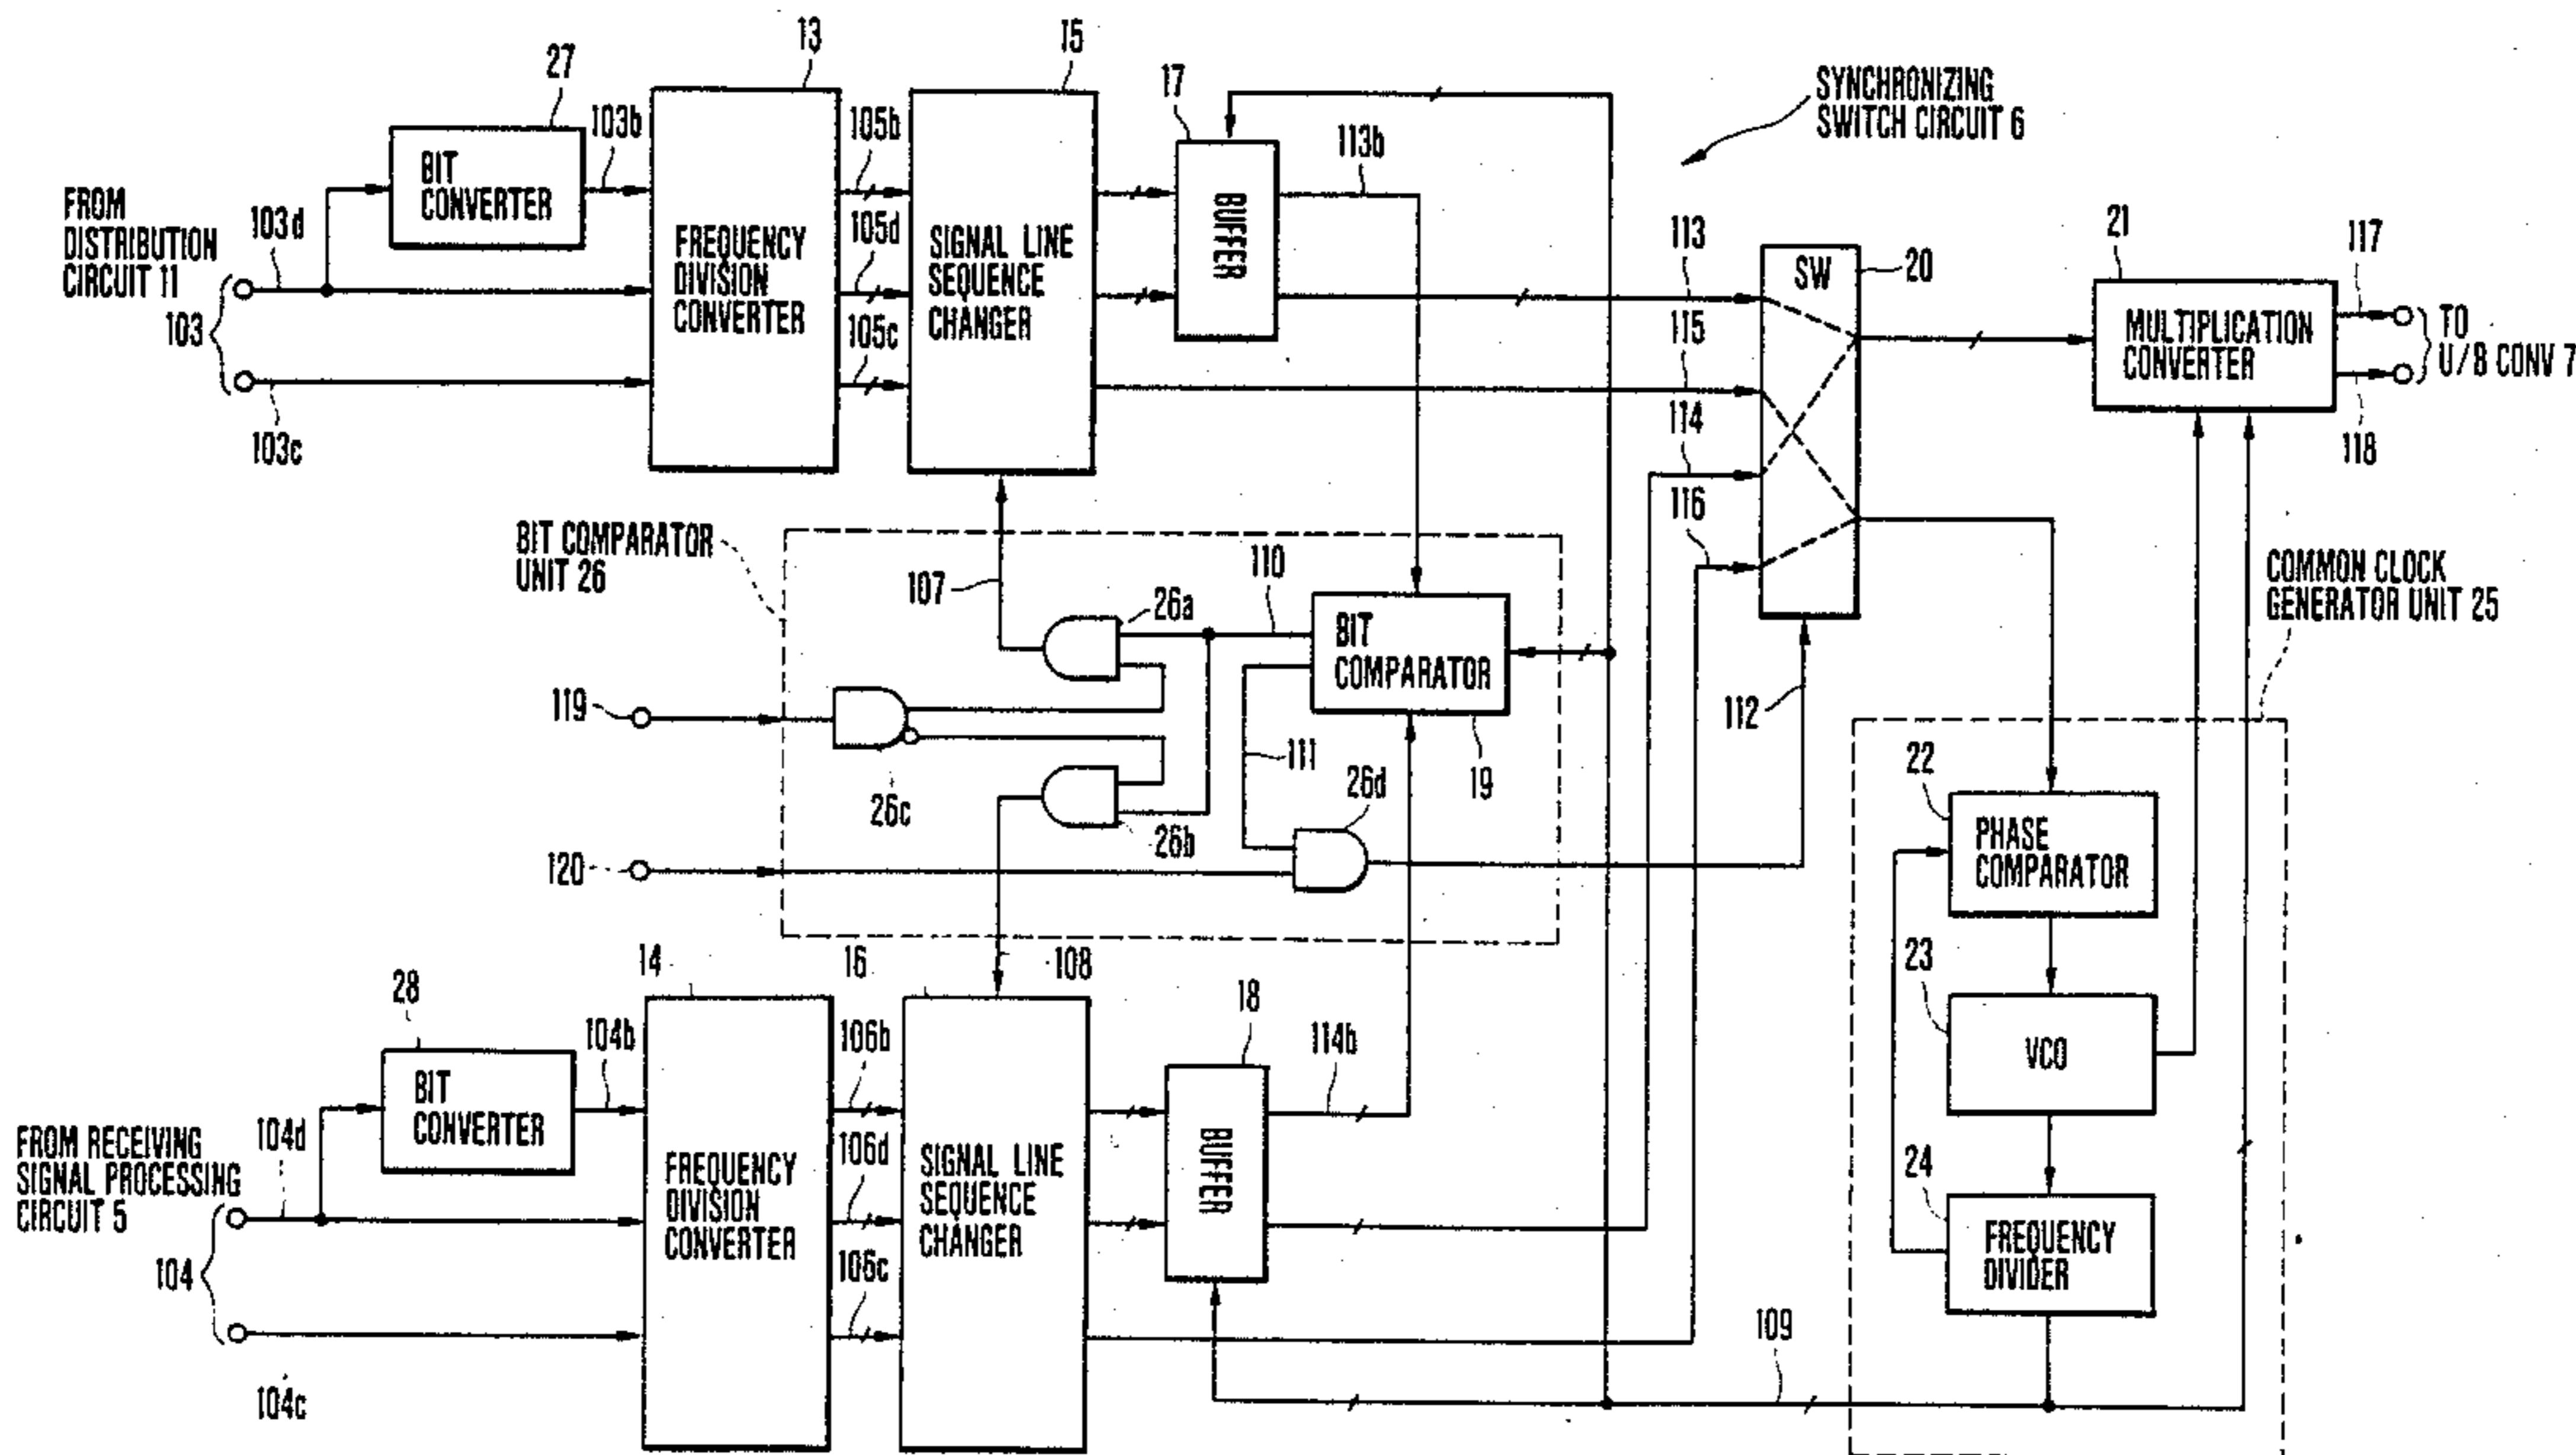 13
15
27
17
SYNCHRONIZING
SWITCH CIRCUIT 6
103b
105b
113b
BIT
CONVERTER
FROM
DISTRIBUTION
CIRCUIT 11
103d
103
103c
FREQUENCY
DIVISION
CONVERTER
105d
105c
SIGNAL LINE
SEQUENCE
CHANGER
BUFFER
113
115
114
116
SW
20
21
MULTIPLICATION
CONVERTER
117
118
TO
U/B CONV 7
BIT COMPARATOR
UNIT 26
107
26a
110
BIT
COMPARATOR
COMMON CLOCK
GENERATOR UNIT 25
119
26c
111
19
112
26b
26d
120
22
PHASE
COMPARATOR
14
16
108
28
104b
106b
18
114b
23
VCO
BIT
CONVERTER
FROM RECEIVING
SIGNAL PROCESSING
CIRCUIT 5
104d
104
104c
FREQUENCY
DIVISION
CONVERTER
106d
106c
SIGNAL LINE
SEQUENCE
CHANGER
BUFFER
24
FREQUENCY
DIVIDER
109